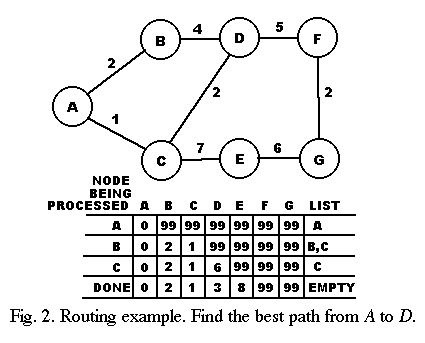 B 4 D 5 F
2
A 2 2
1
C 7 E 6 G
NODE
BEING
PROCESSED A B C D E F G LIST
A 0 99 99 99 99 99 99 A
B 0 2 1 99 99 99 99 B,C
C 0 2 1 6 99 99 99 C
DONE 0 2 1 3 8 99 99 EMPTY
Fig. 2. Routing example. Find the best path from A to D.